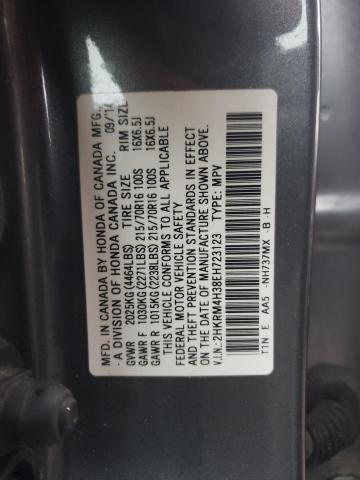 MFD. IN CANADA BY HONDA OF CANADA MFG.
- A DIVISION OF HONDA CANADA INC. 09/'14
GVWR 2025KG(4464LBS) TIRE SIZE RIM SIZE
GAWR F 1030KG(2271LBS) 215/70R16 100S 16X6.5J
GAWR R 1015KG(2238LBS) 215/70R16 100S 16X6.5J
THIS VEHICLE CONFORMS TO ALL APPLICABLE
FEDERAL MOTOR VEHICLE SAFETY
AND THEFT PREVENTION STANDARDS IN EFFECT
ON THE DATE OF MANUFACTURE SHOWN ABOVE.
V.I.N.: 2HKRM4H38EH723123 TYPE: MPV
T1N E AA5 -NH737MX -B -H